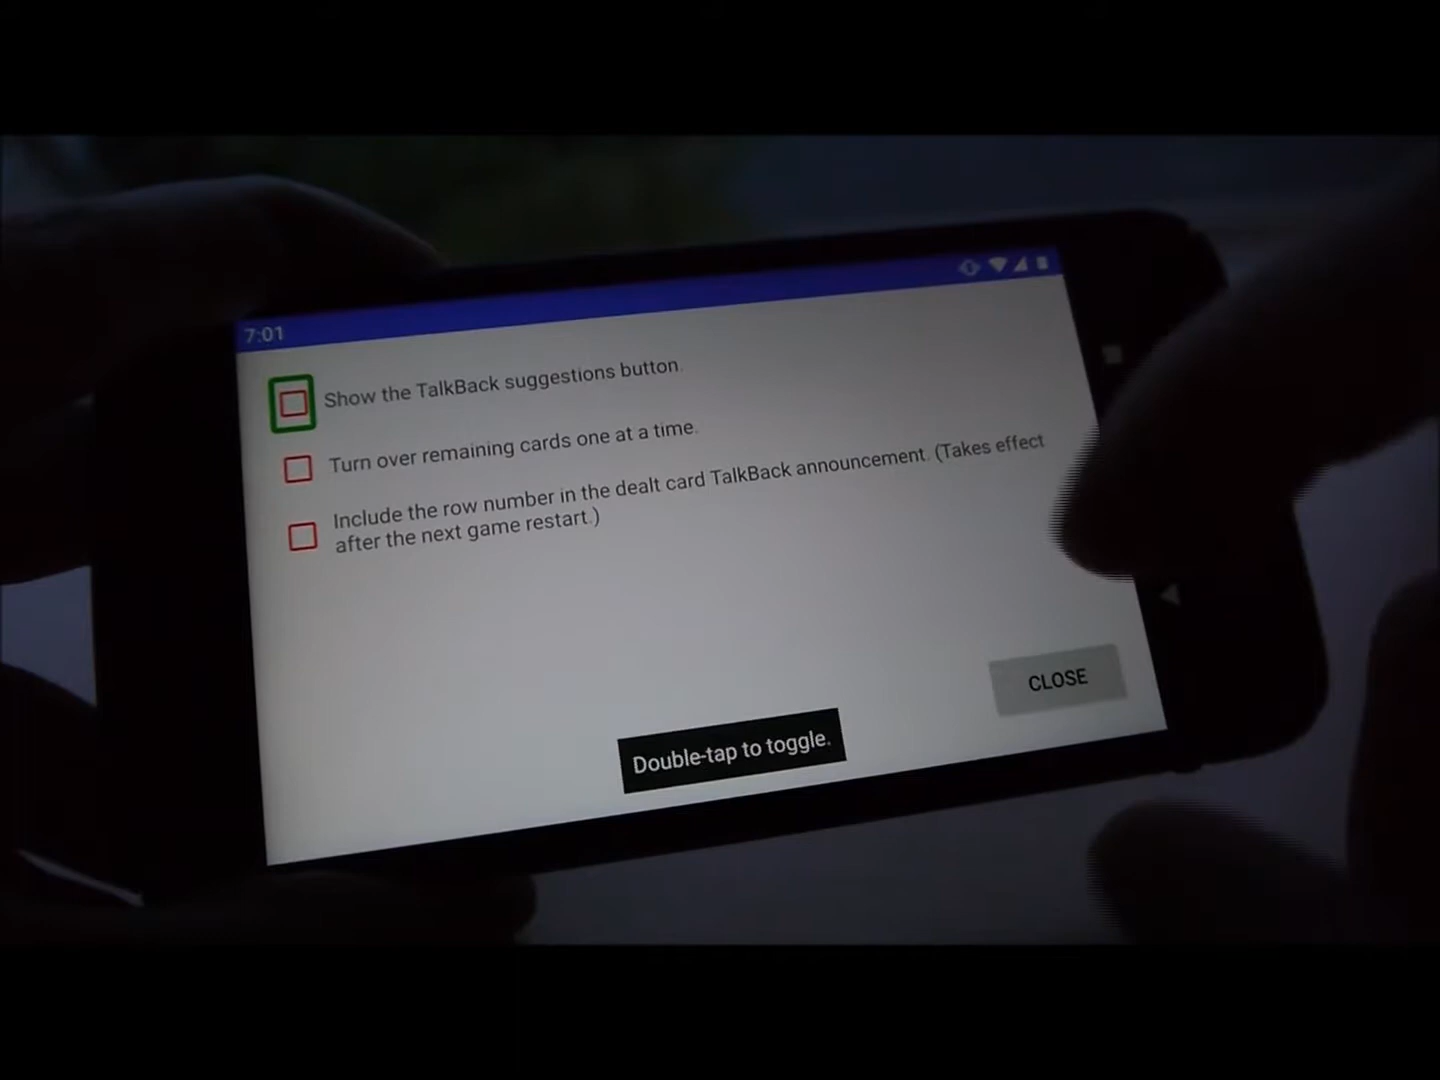 7:01
Show the TalkBack suggestions button.
Turn over remaining cards one at a time.
Include the row number in the dealt card TalkBack announcement. (Takes effect
after the next game restart.)
CLOSE
Double-tap to toggle.